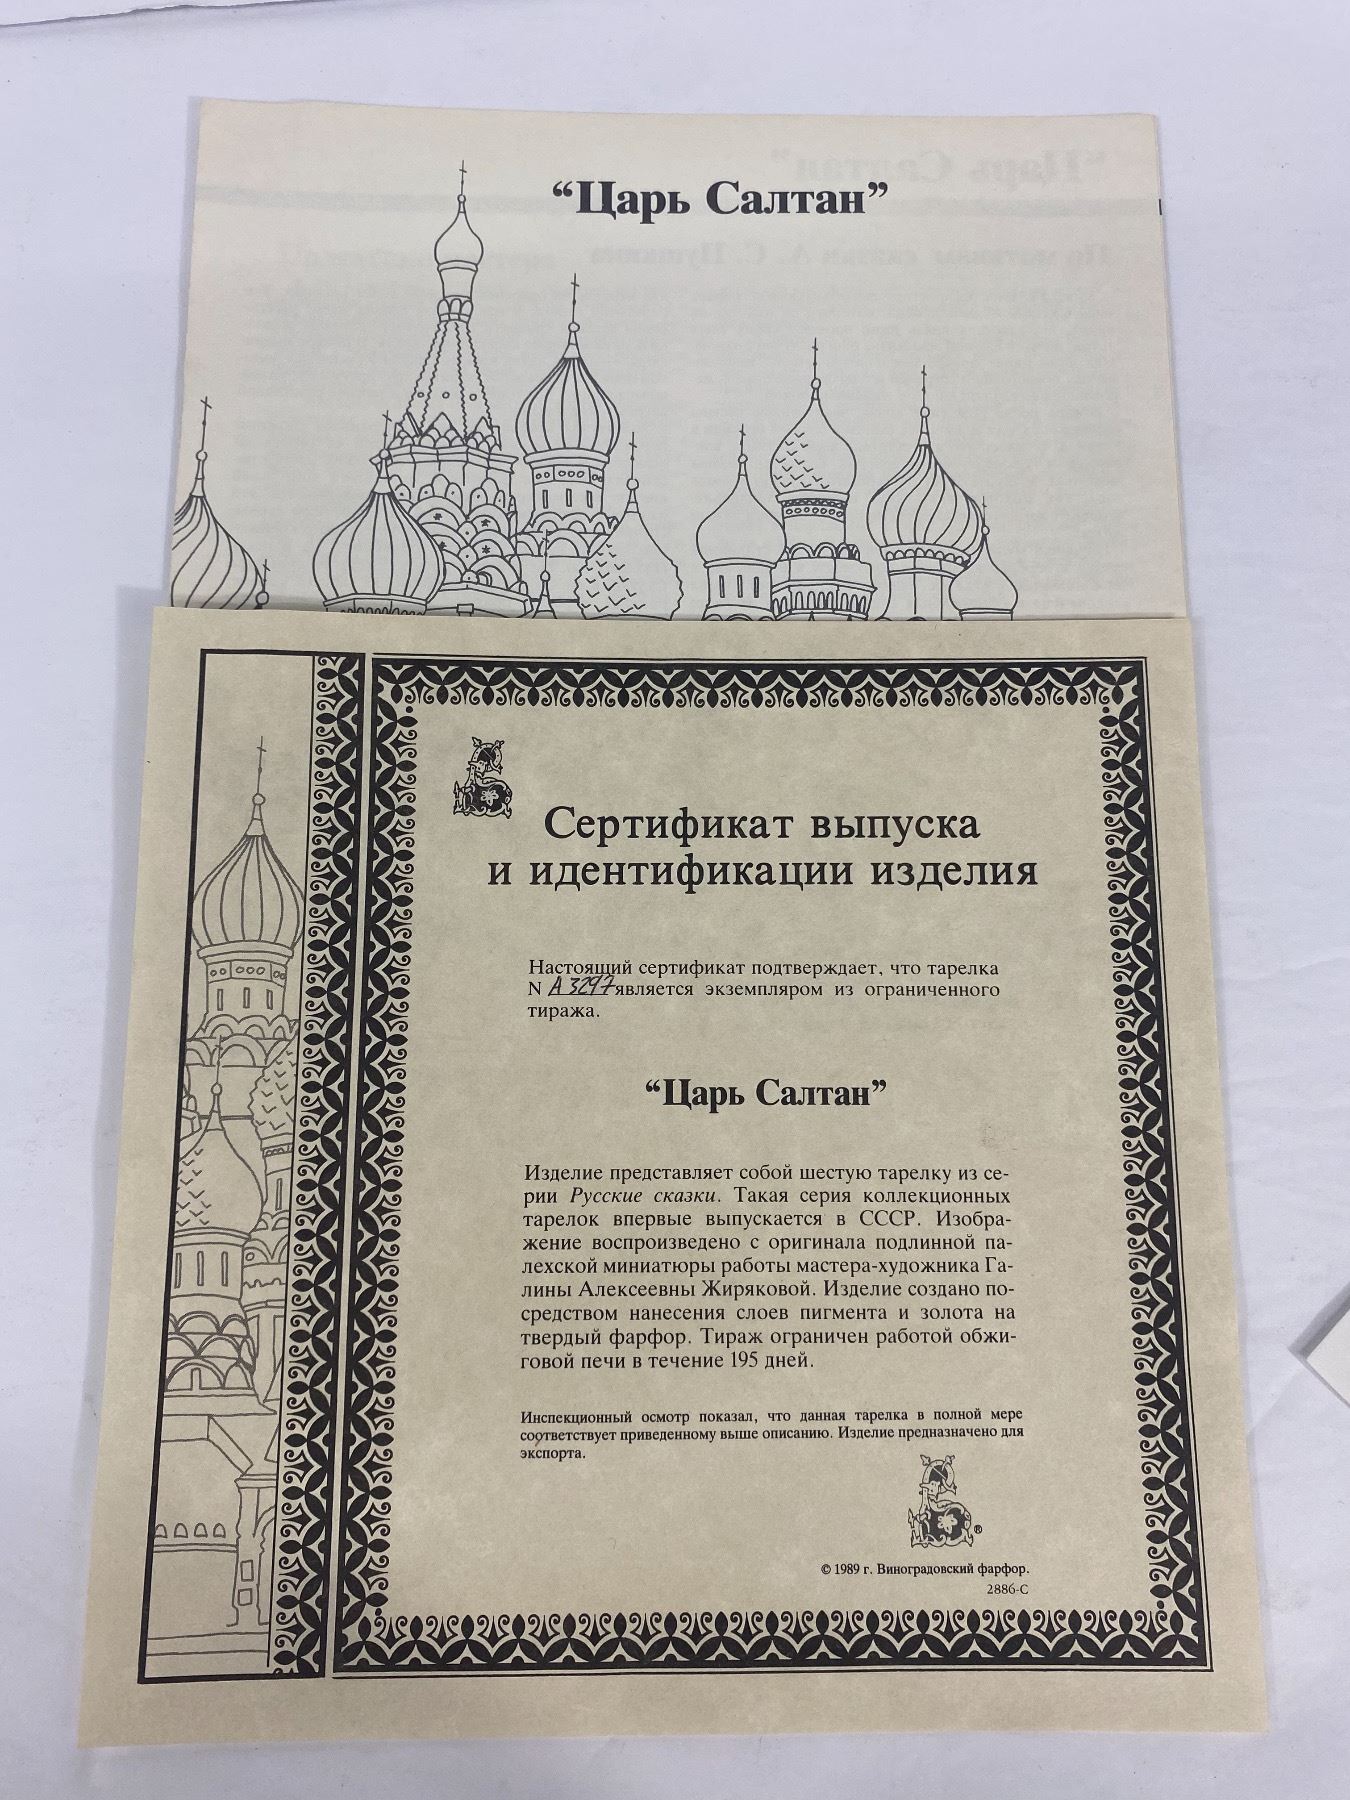 “Царь Салтан”
Сертификат выпуска
и идентификации изделия
Настоящий сертификат подтверждает, что тарелка
N A 3297 является экземпляром из ограниченного
тиража.
“Царь Салтан”
Изделие представляет собой шестую тарелку из се-
рии Русские сказки. Такая серия коллекционных
тарелок впервые выпускается в СССР. Изобра-
жение воспроизведено с оригинала подлинной па-
лехской миниатюры работы мастера-художника Га-
лины Алексеевны Жиряковой. Изделие создано по-
средством нанесения слоев пигмента и золота на
твердый фарфор. Тираж ограничен работой обжи-
говой печи в течение 195 дней.
Инспекционный осмотр показал, что данная тарелка в полной мере
соответствует приведенному выше описанию. Изделие предназначено для
экспорта.
®
© 1989 г. Виноградовский фарфор.
2886-С